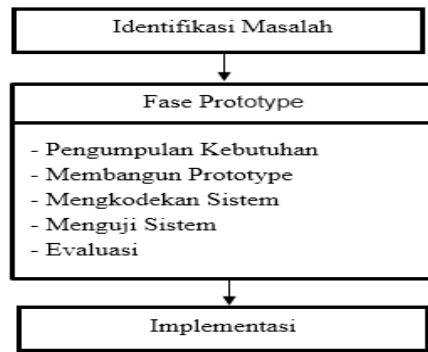 Identifikasi Masalah
Fase Prototype
- Pengumpulan Kebutuhan
- Membangun Prototype
- Mengkodekan Sistem
- Menguji Sistem
- Evaluasi
Implementasi